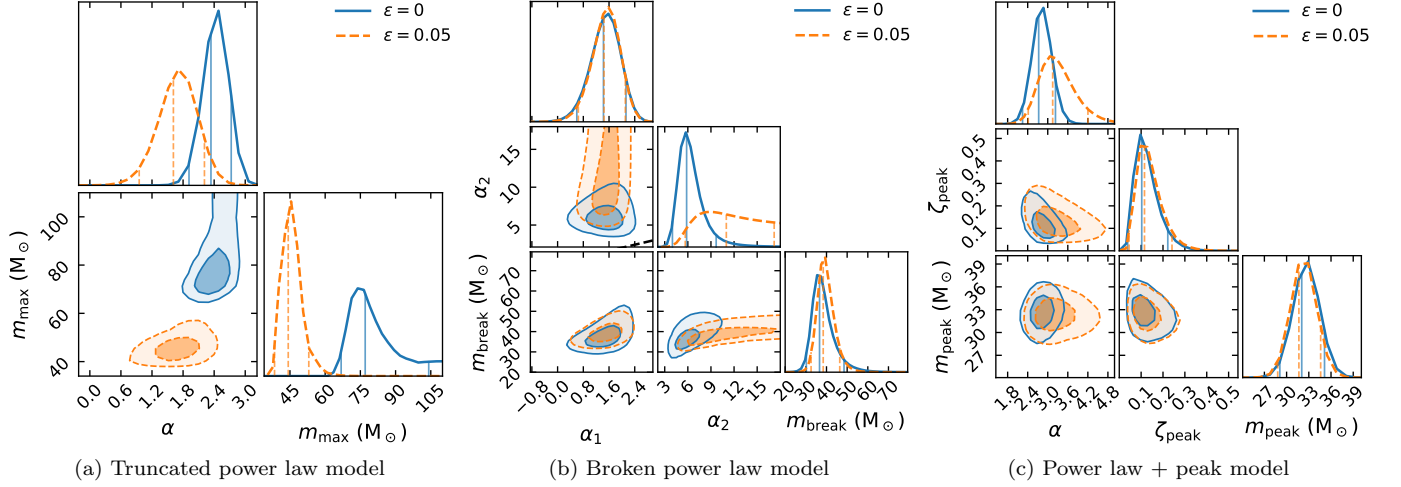 ε = 0
ε = 0.05
m_max (M_⊙)
100
80
60
40
0.0 1.2 1.8 2.4 3.0
α
45 60 75 90 105
m_max (M_⊙)
(a) Truncated power law model
ε = 0
ε = 0.05
α_2
15
10
5
m_break (M_⊙)
70
60
50
40
30
20
−0.8 0.0 0.8 1.6 2.4
α_1
3 6 9 12 15
α_2
20 30 40 50 60 70
m_break (M_⊙)
(b) Broken power law model
ε = 0
ε = 0.05
ζ_peak
0.5
0.4
0.3
0.2
0.1
m_peak (M_⊙)
39
36
33
30
27
1.8 2.4 3.0 3.6 4.2 4.8
α
0.1 0.2 0.3 0.4 0.5
ζ_peak
27 30 33 36 39
m_peak (M_⊙)
(c) Power law + peak model